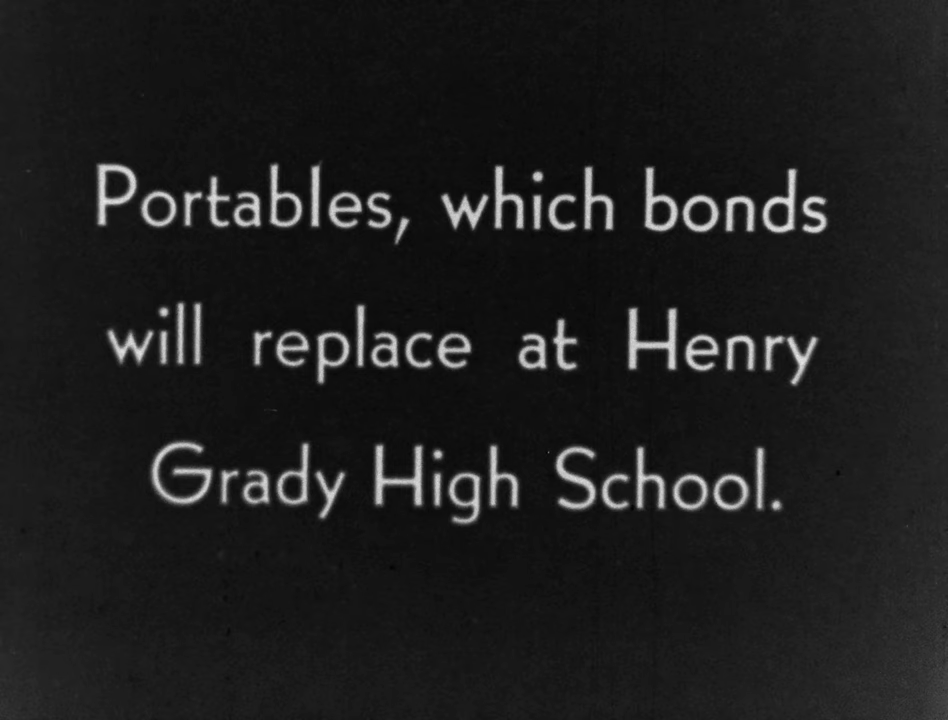 Portables, which bonds
will replace at Henry
Grady High School.